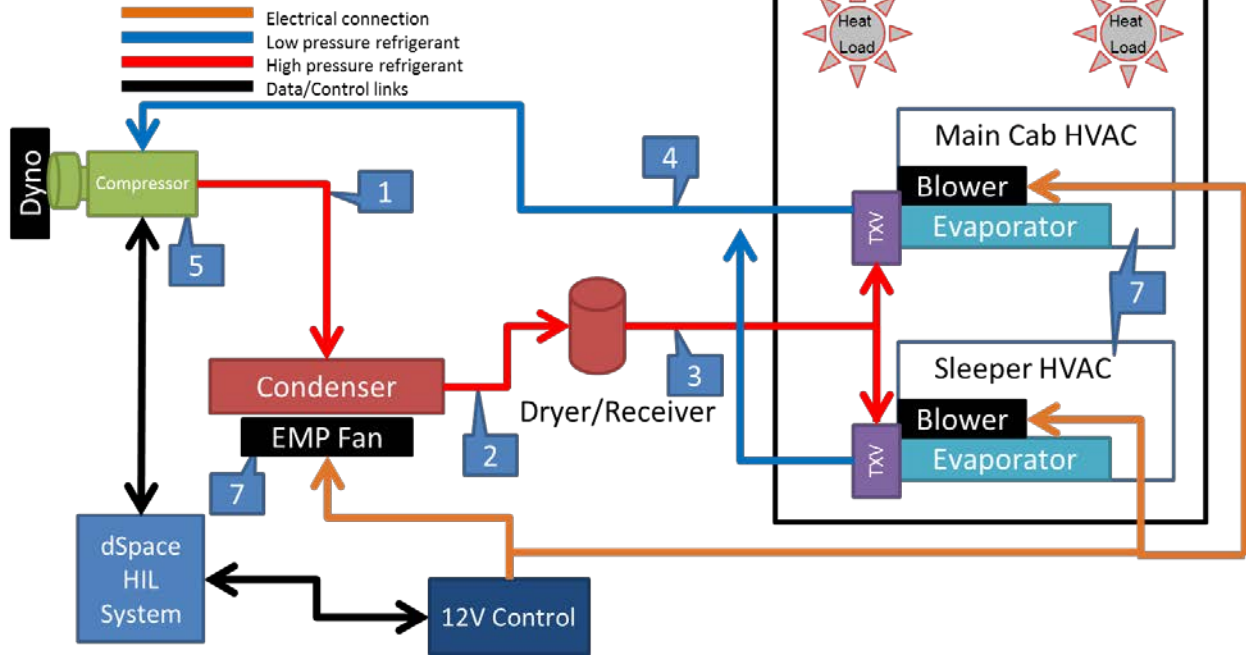 Electrical connection
Low pressure refrigerant
High pressure refrigerant
Data/Control links
Heat
Load
Heat
Load
Main Cab HVAC
Blower
Evaporator
TXV
4
Dyno
Compressor
1
5
7
Sleeper HVAC
Blower
Evaporator
TXV
3
Dryer/Receiver
Condenser
EMP Fan
2
7
dSpace
HIL
System
12V Control